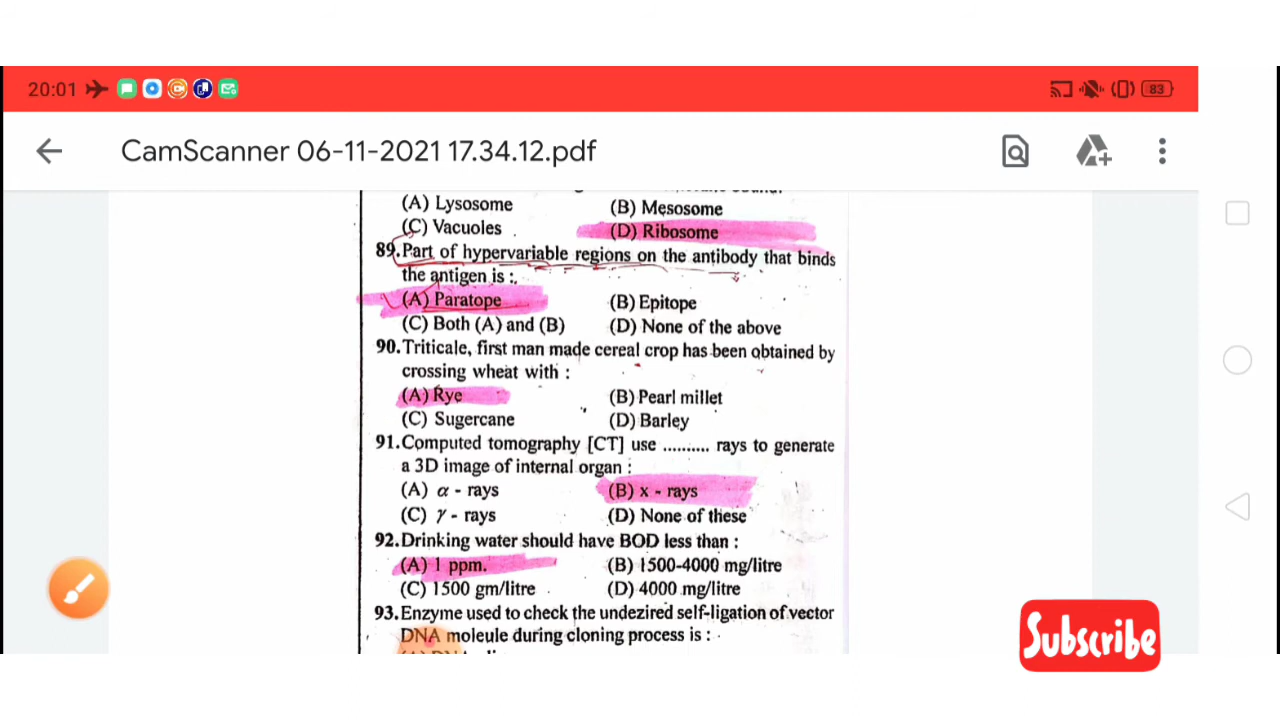 20:01
83
CamScanner 06-11-2021 17.34.12.pdf
(A) Lysosome (B) Mesosome
(C) Vacuoles (D) Ribosome
89. Part of hypervariable regions on the antibody that binds
the antigen is :
(A) Paratope (B) Epitope
(C) Both (A) and (B) (D) None of the above
90. Triticale, first man made cereal crop has been obtained by
crossing wheat with :
(A) Rye (B) Pearl millet
(C) Sugercane (D) Barley
91. Computed tomography [CT] use .......... rays to generate
a 3D image of internal organ :
(A) α - rays (B) x - rays
(C) γ - rays (D) None of these
92. Drinking water should have BOD less than :
(A) 1 ppm. (B) 1500-4000 mg/litre
(C) 1500 gm/litre (D) 4000 mg/litre
93. Enzyme used to check the undezired self-ligation of vector
DNA moleule during cloning process is :
Subscribe